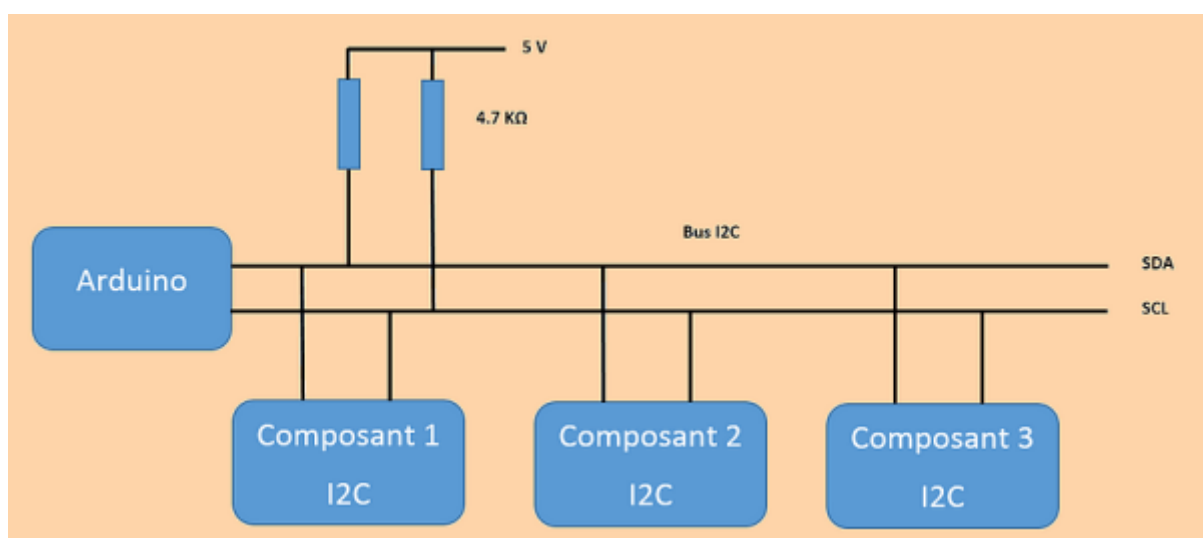 5 V
4.7 KΩ
Bus I2C
SDA
Arduino
SCL
Composant 1
I2C
Composant 2
I2C
Composant 3
I2C